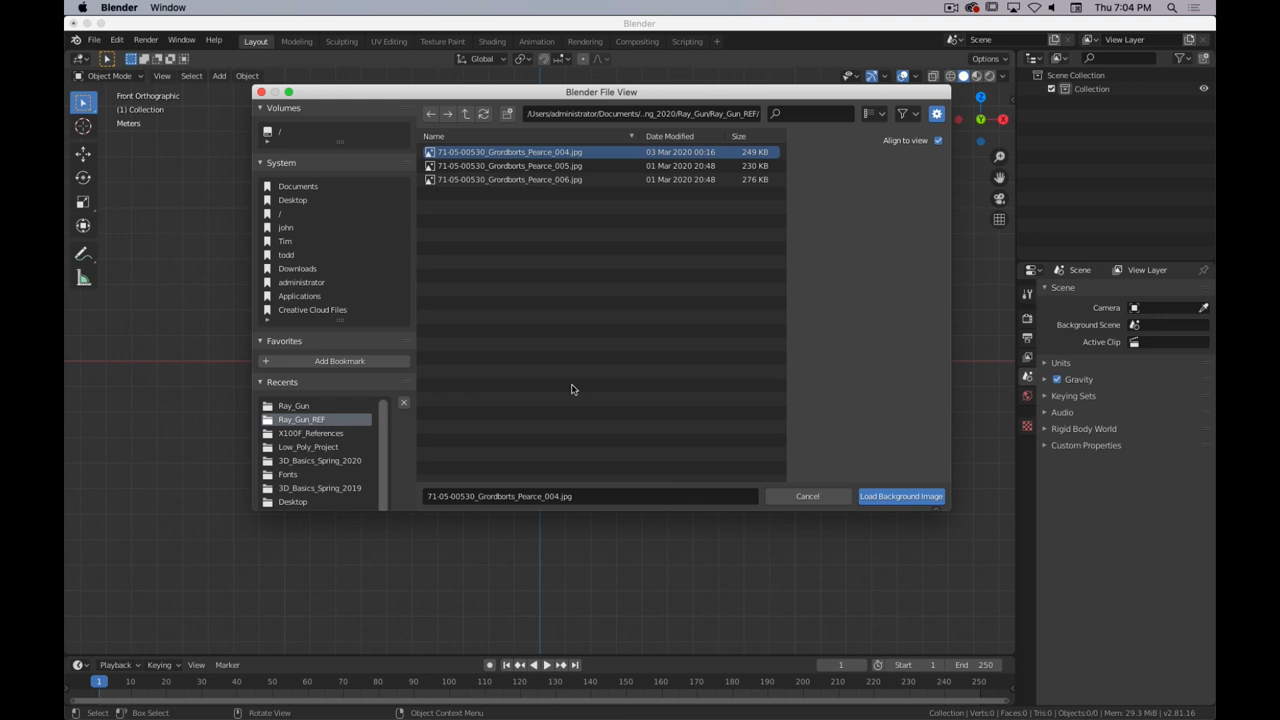 Blender Window Thu 7:04 PM
Blender
File Edit Render Window Help Layout Modeling Sculpting UV Editing Texture Paint Shading Animation Rendering Compositing Scripting + Scene View Layer
Global Options
Object Mode View Select Add Object
Front Orthographic
(1) Collection
Meters
Scene Collection
Collection
Z
Y
X
Blender File View
Volumes
/
System
Documents
Desktop
/
john
Tim
todd
Downloads
administrator
Applications
Creative Cloud Files
Favorites
+ Add Bookmark
Recents
Ray_Gun
Ray_Gun_REF
X100F_References
Low_Poly_Project
3D_Basics_Spring_2020
Fonts
3D_Basics_Spring_2019
Desktop
/Users/administrator/Documents/..ng_2020/Ray_Gun/Ray_Gun_REF/
Name Date Modified Size
71-05-00530_Grordborts_Pearce_004.jpg 03 Mar 2020 00:16 249 KB
71-05-00530_Grordborts_Pearce_005.jpg 01 Mar 2020 20:48 230 KB
71-05-00530_Grordborts_Pearce_006.jpg 01 Mar 2020 20:48 276 KB
Align to view
71-05-00530_Grordborts_Pearce_004.jpg Cancel Load Background Image
Scene View Layer
Scene
Camera
Background Scene
Active Clip
Units
Gravity
Keying Sets
Audio
Rigid Body World
Custom Properties
Playback Keying View Marker 1 Start 1 End 250
1 10 20 30 40 50 60 70 80 90 100 110 120 130 140 150 160 170 180 190 200 210 220 230 240 250
Select Box Select Rotate View Object Context Menu Collection | Verts:0 | Faces:0 | Tris:0 | Objects:0/0 | Mem: 29.3 MiB | v2.81.16